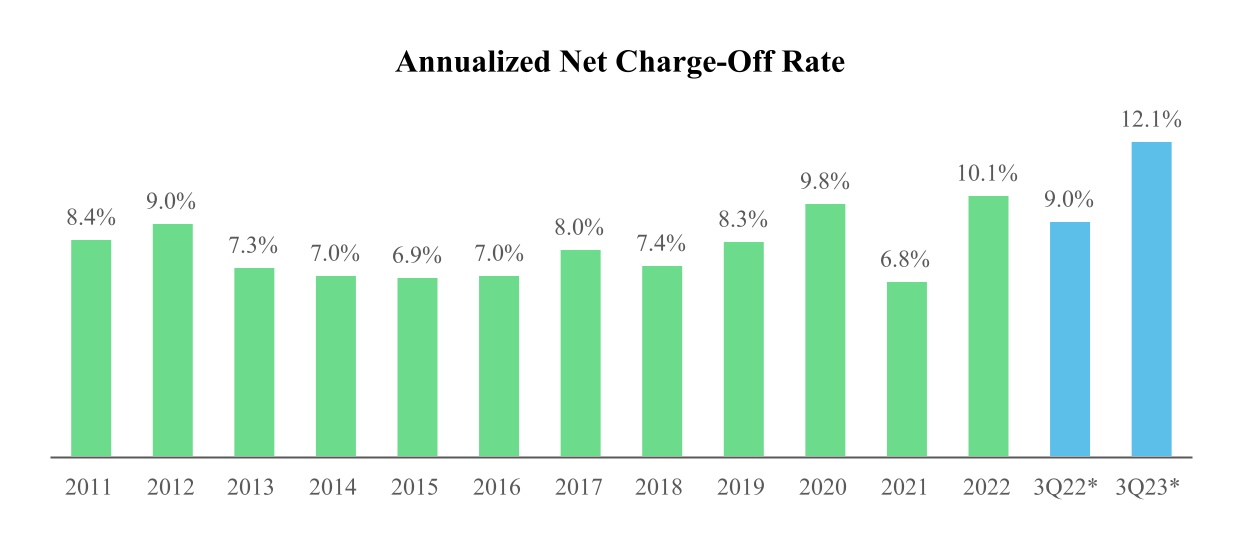 Annualized Net Charge-Off Rate
8.4% 9.0% 7.3% 7.0% 6.9% 7.0% 8.0% 7.4% 8.3% 9.8% 6.8% 10.1% 9.0% 12.1%
2011 2012 2013 2014 2015 2016 2017 2018 2019 2020 2021 2022 3Q22* 3Q23*